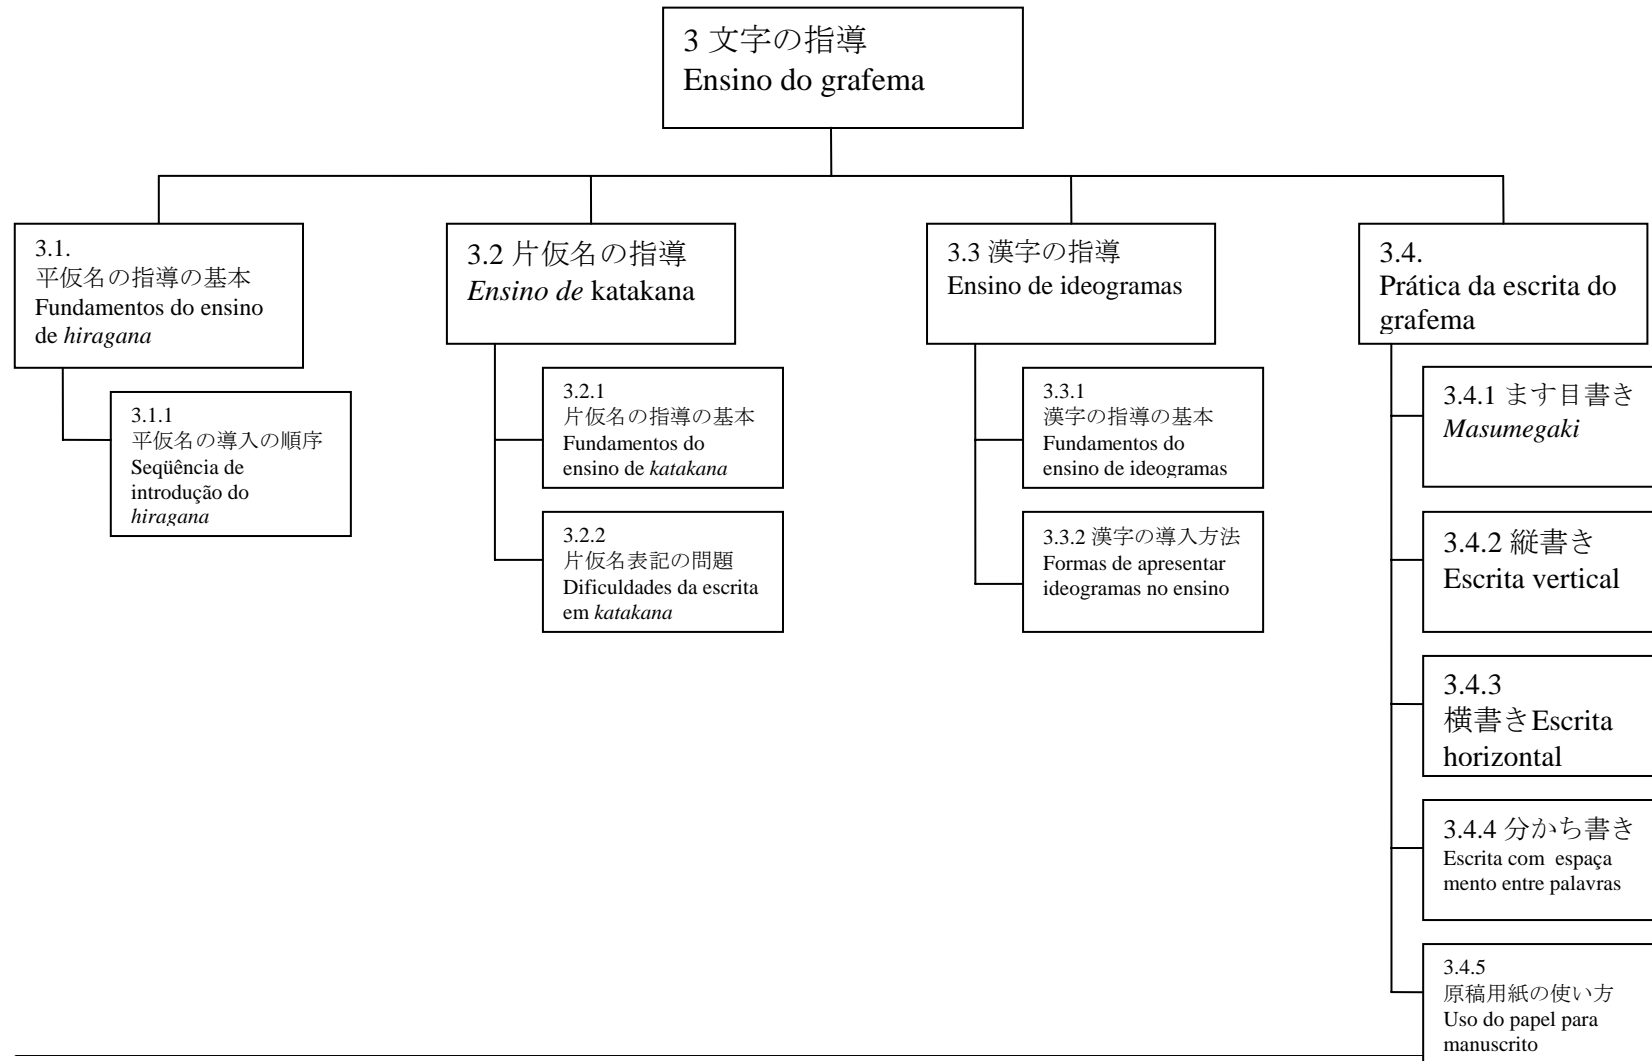 3 文字の指導
Ensino do grafema
3.1.
平仮名の指導の基本
Fundamentos do ensino
de hiragana
3.1.1
平仮名の導入の順序
Seqüência de
introdução do
hiragana
3.2 片仮名の指導
Ensino de katakana
3.2.1
片仮名の指導の基本
Fundamentos do
ensino de katakana
3.2.2
片仮名表記の問題
Dificuldades da escrita
em katakana
3.3 漢字の指導
Ensino de ideogramas
3.3.1
漢字の指導の基本
Fundamentos do
ensino de ideogramas
3.3.2 漢字の導入方法
Formas de apresentar
ideogramas no ensino
3.4.
Prática da escrita do
grafema
3.4.1 ます目書き
Masumegaki
3.4.2 縦書き
Escrita vertical
3.4.3
横書きEscrita
horizontal
3.4.4 分かち書き
Escrita com espaça
mento entre palavras
3.4.5
原稿用紙の使い方
Uso do papel para
manuscrito